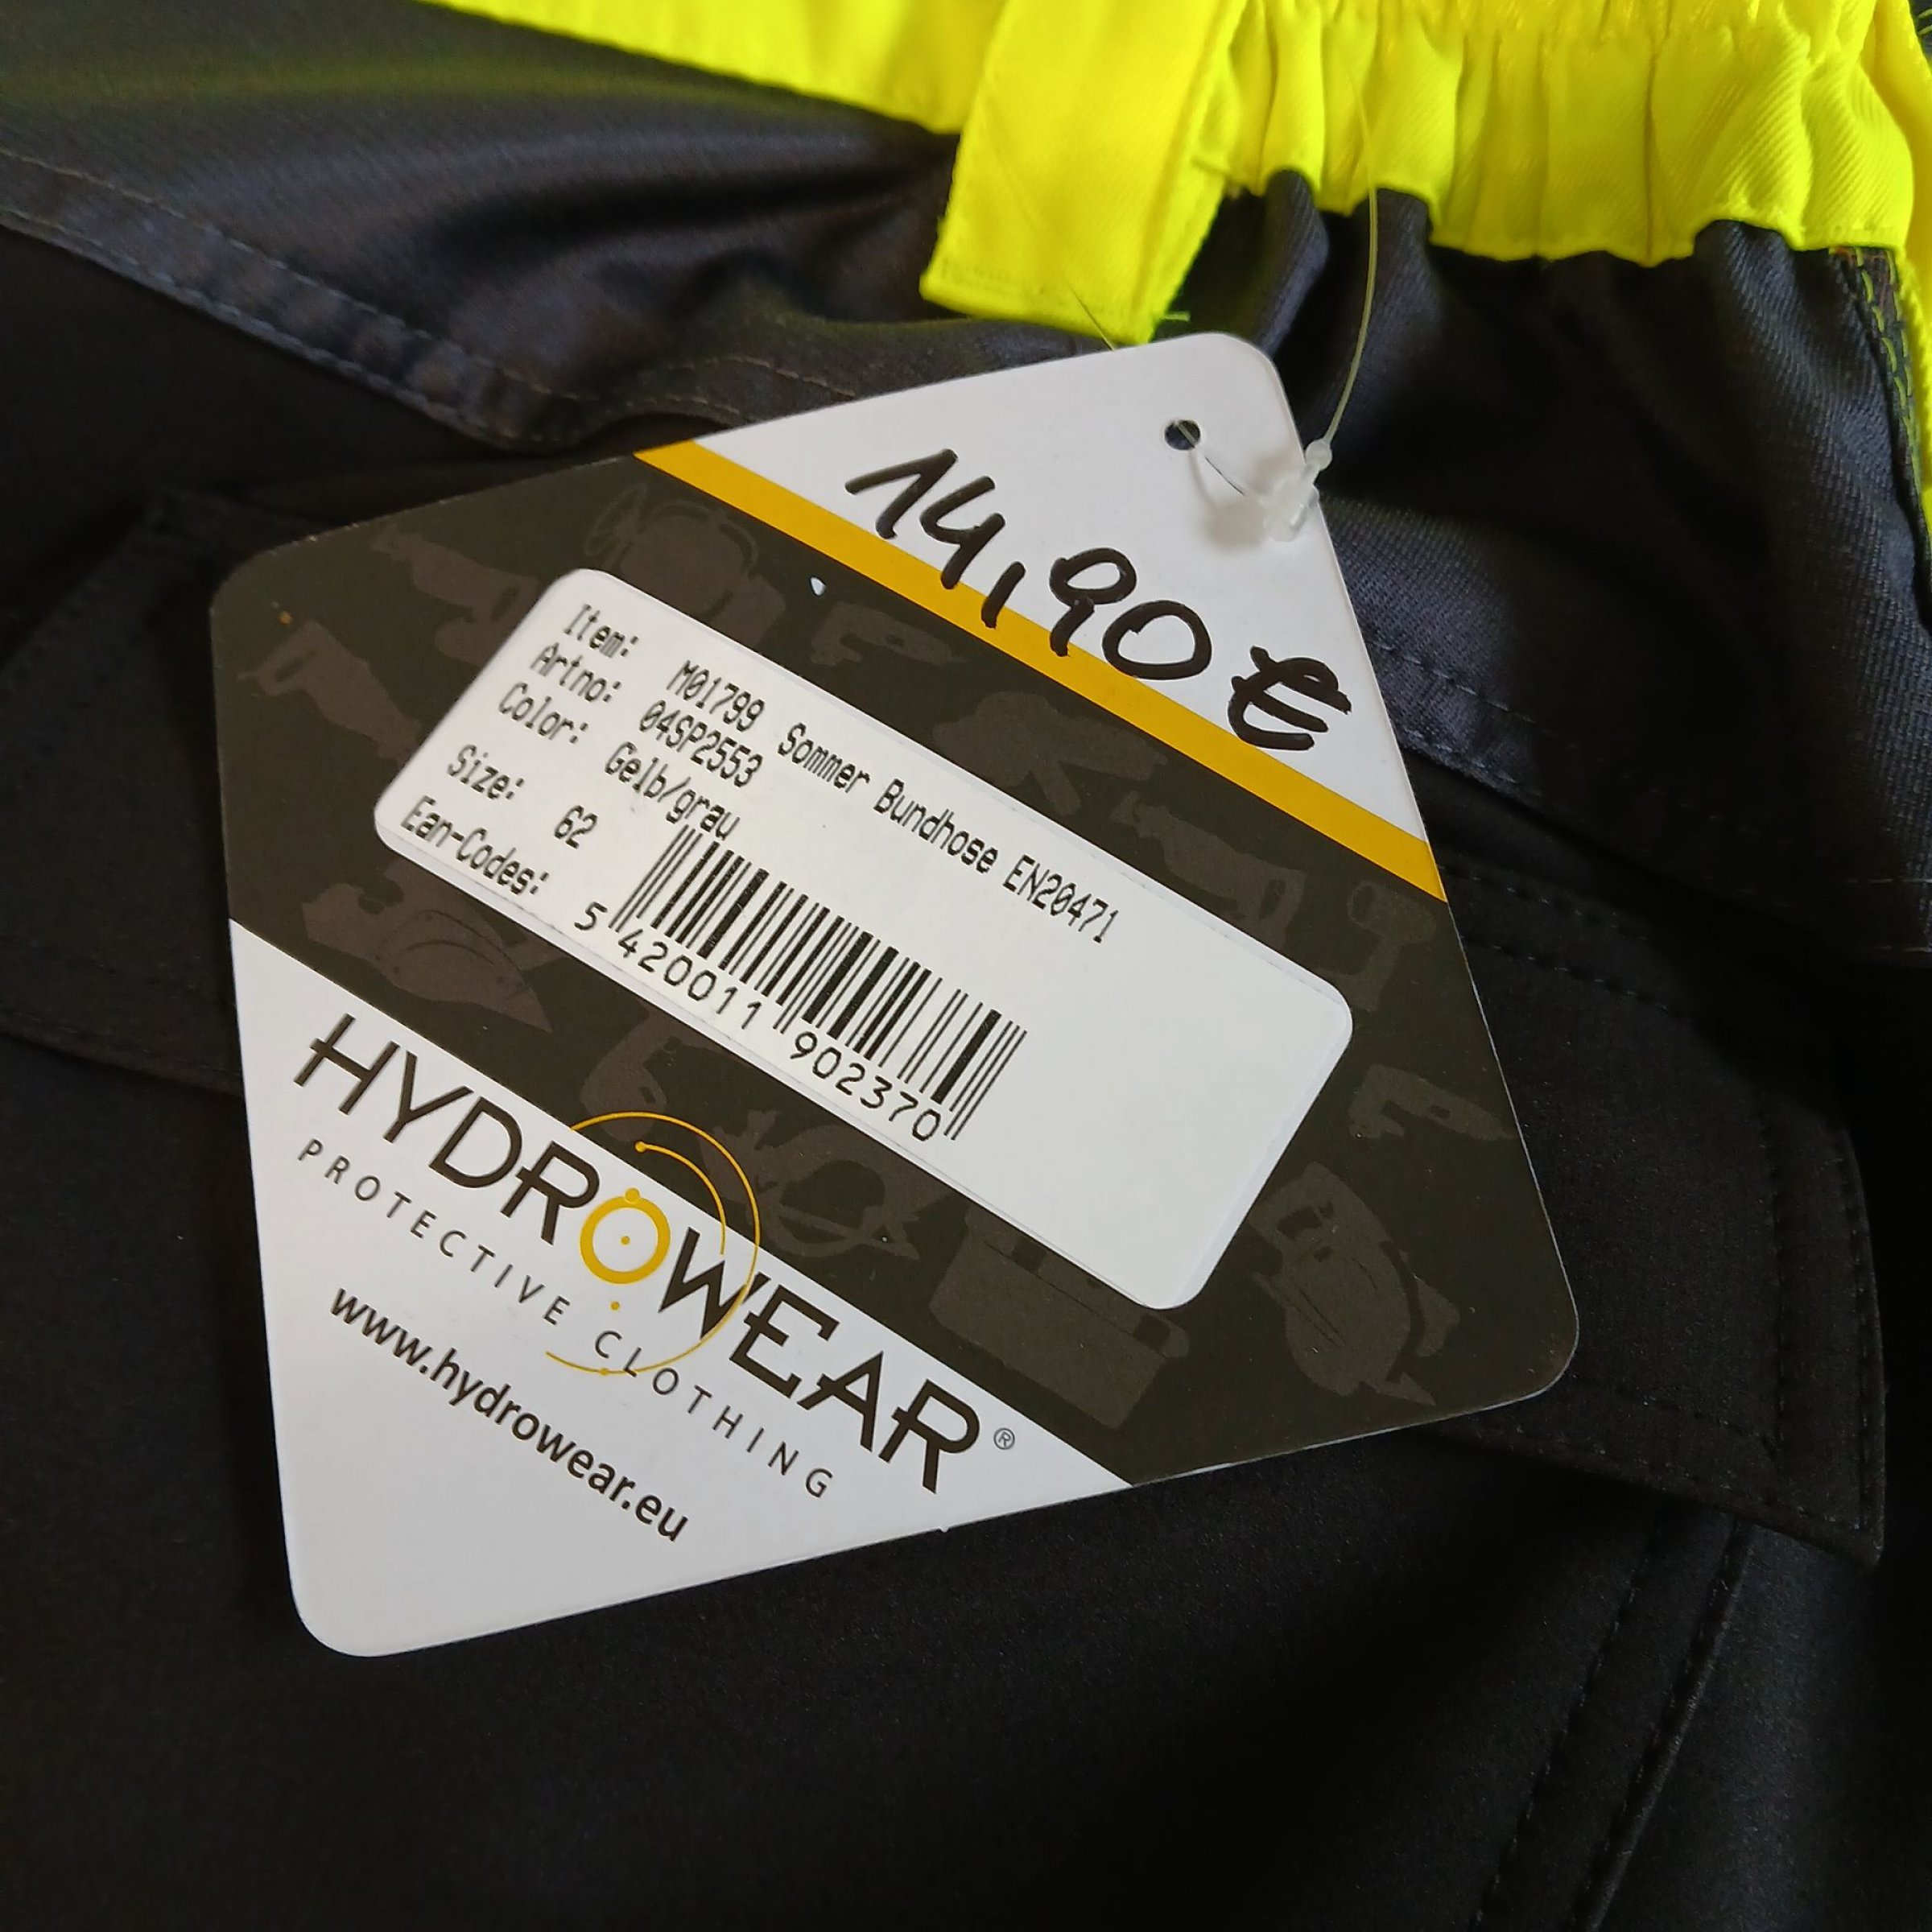 14,90 €
Item: M01799 Sommer Bundhose EN20471
Artno: 04SP2553
Color: Gelb/grau
Size: 62
Ean-Codes:
5 420011 902370
HYDROWEAR®
PROTECTIVE CLOTHING
www.hydrowear.eu